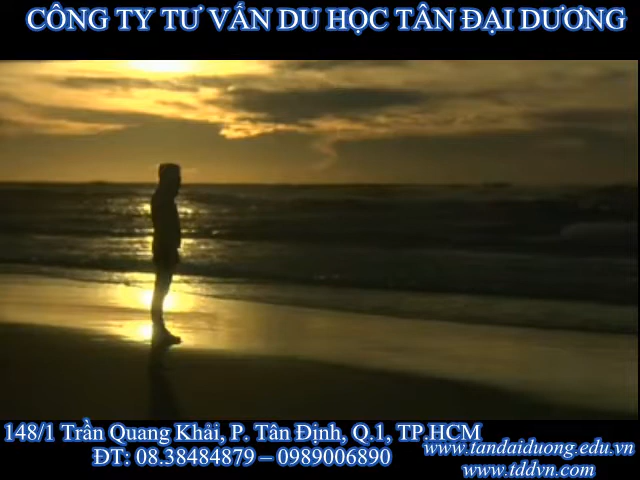 CÔNG TY TƯ VẤN DU HỌC TÂN ĐẠI DƯƠNG
148/1 Trần Quang Khải, P. Tân Định, Q.1, TP.HCM
ĐT: 08.38484879 – 0989006890
www.tandaiduong.edu.vn
www.tddvn.com